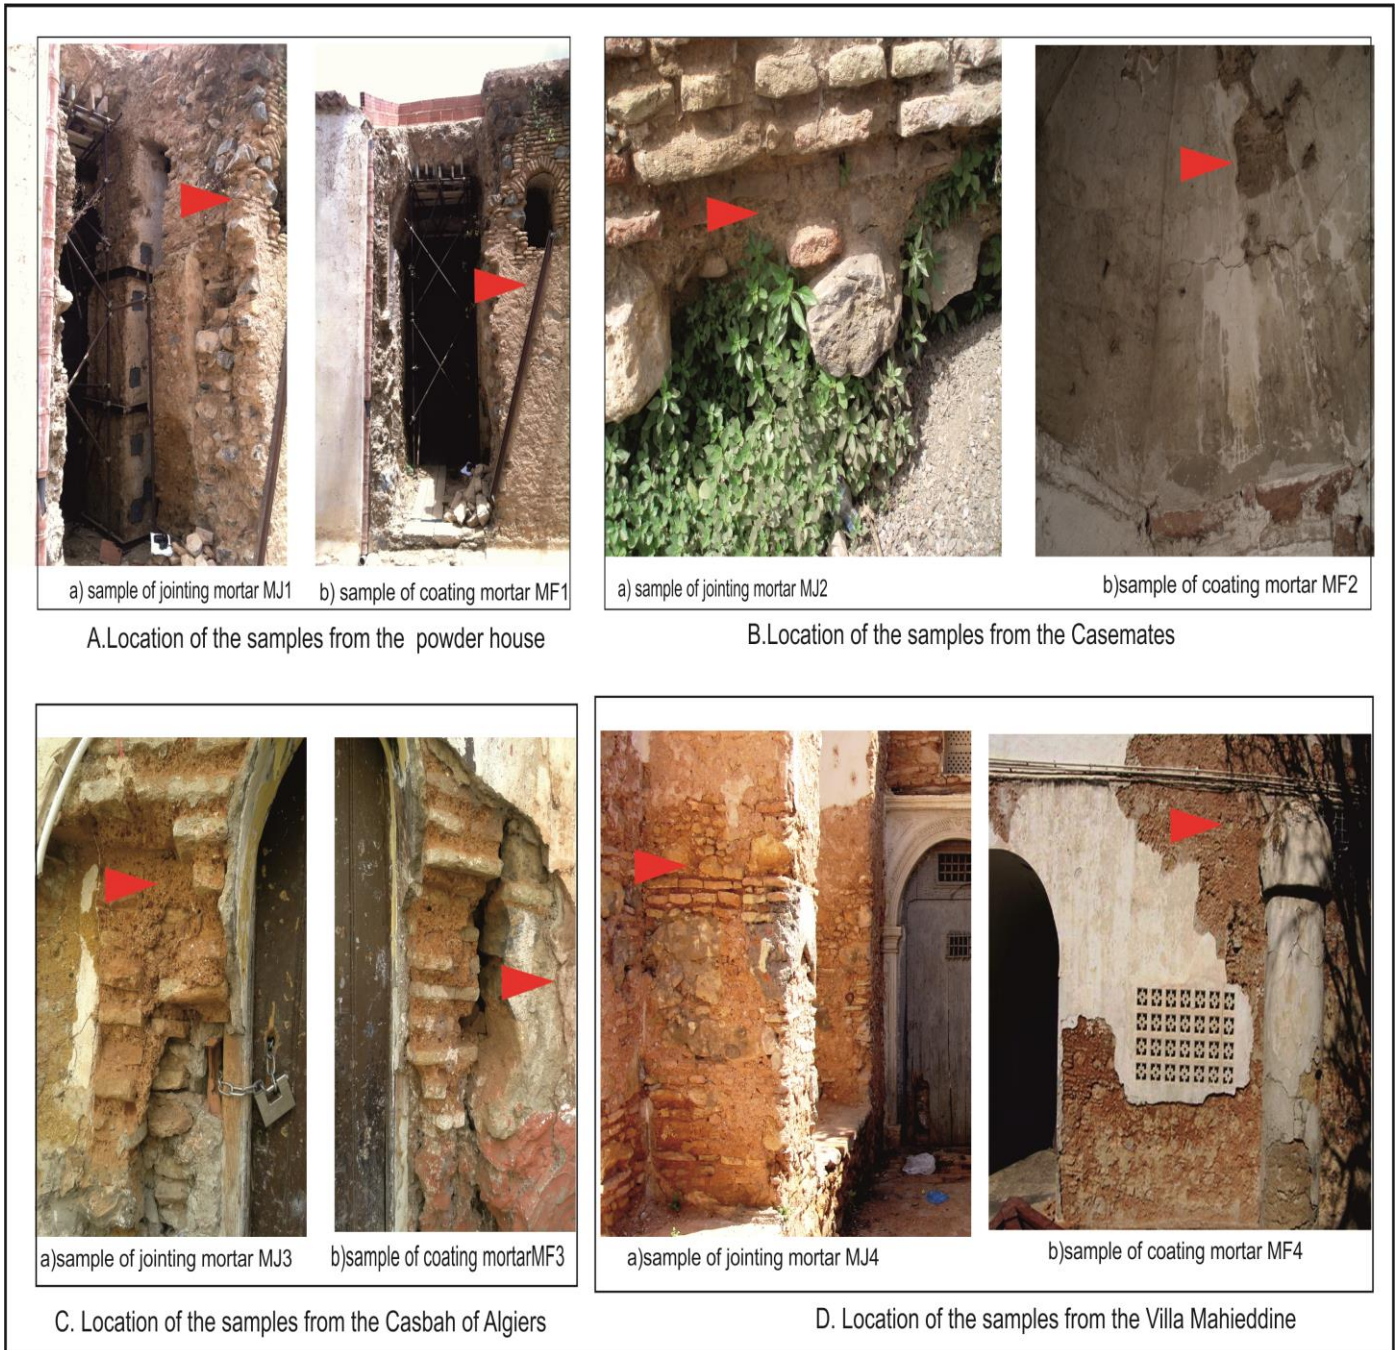 a) sample of jointing mortar MJ1
b) sample of coating mortar MF1
A.Location of the samples from the powder house
a) sample of jointing mortar MJ2
b)sample of coating mortar MF2
B.Location of the samples from the Casemates
a)sample of jointing mortar MJ3
b)sample of coating mortarMF3
C. Location of the samples from the Casbah of Algiers
a)sample of jointing mortar MJ4
b)sample of coating mortar MF4
D. Location of the samples from the Villa Mahieddine